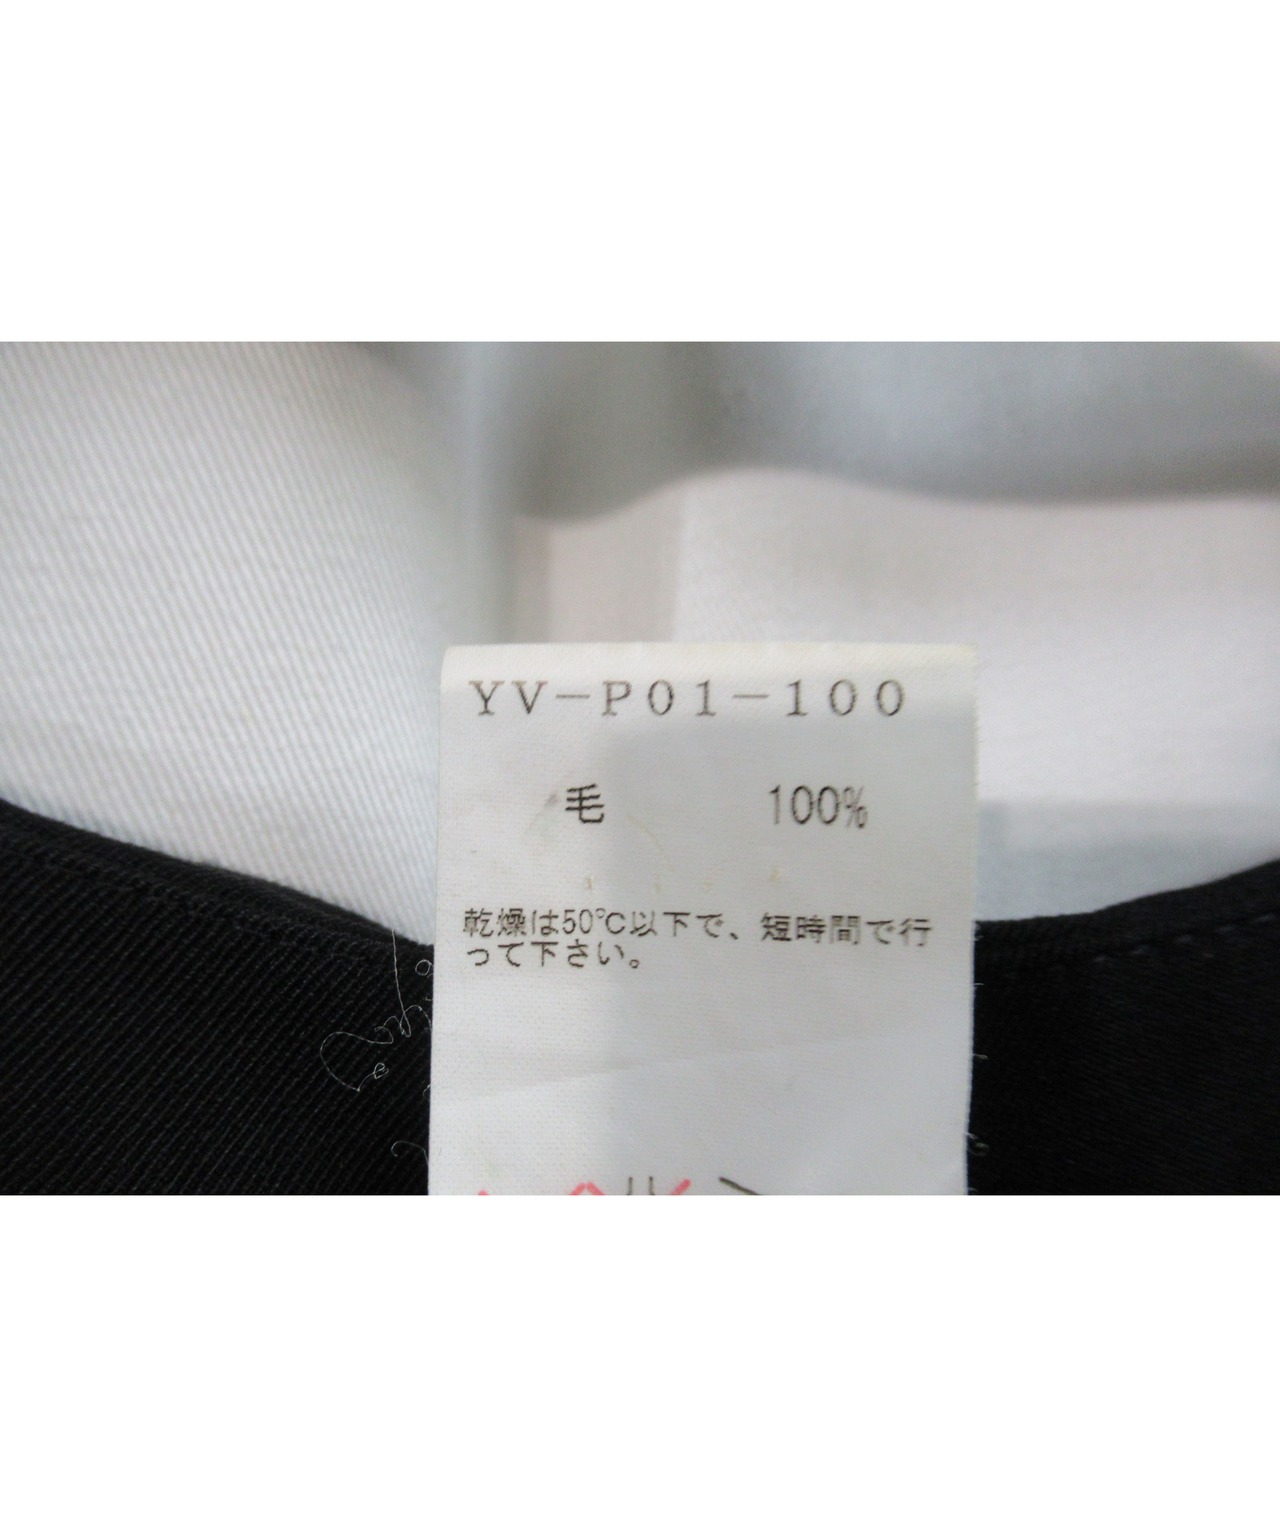 YV-P01-100
毛 100%
乾燥は50℃以下で、短時間で行
って下さい。